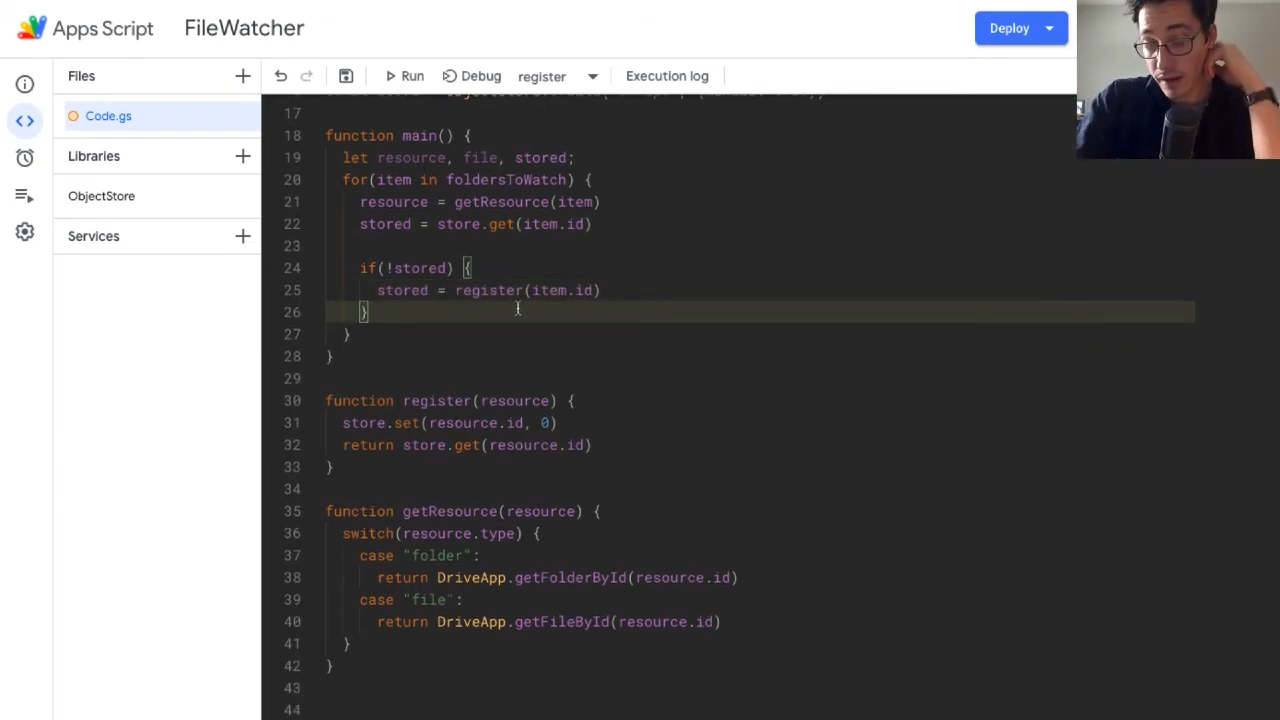 Apps Script FileWatcher Deploy
Files
Run Debug register Execution log
Code.gs
Libraries
ObjectStore
Services
17
18 function main() {
19 let resource, file, stored;
20 for(item in foldersToWatch) {
21 resource = getResource(item)
22 stored = store.get(item.id)
23
24 if(!stored) {
25 stored = register(item.id)
26 }
27 }
28 }
29
30 function register(resource) {
31 store.set(resource.id, 0)
32 return store.get(resource.id)
33 }
34
35 function getResource(resource) {
36 switch(resource.type) {
37 case "folder":
38 return DriveApp.getFolderById(resource.id)
39 case "file":
40 return DriveApp.getFileById(resource.id)
41 }
42 }
43
44